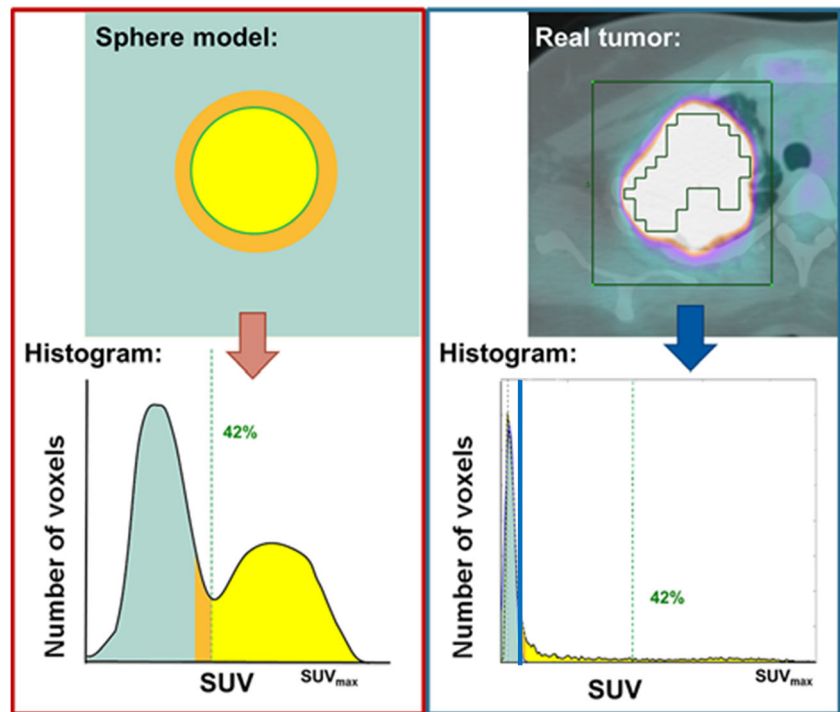 Sphere model:
Real tumor:
Histogram:
Histogram:
42%
42%
Number of voxels
Number of voxels
SUV
SUVmax
SUV
SUVmax